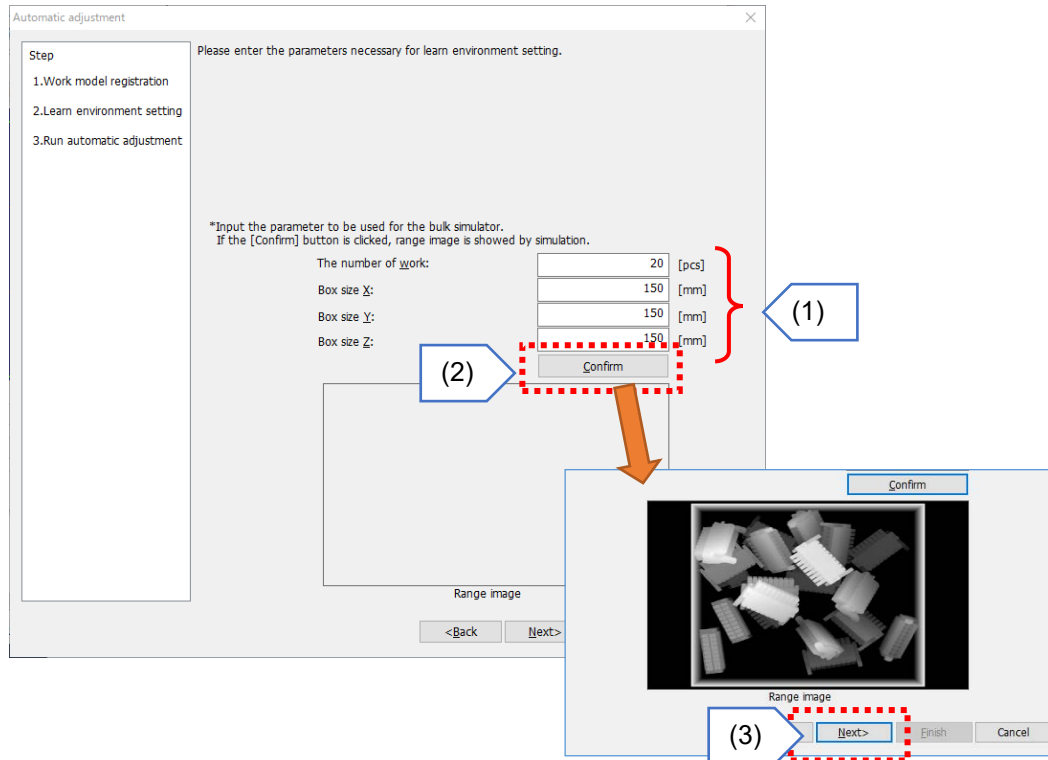 Automatic adjustment
Step
1.Work model registration
2.Learn environment setting
3.Run automatic adjustment
Please enter the parameters necessary for learn environment setting.
*Input the parameter to be used for the bulk simulator.
If the [Confirm] button is clicked, range image is showed by simulation.
The number of work: 20 [pcs]
Box size X: 150 [mm]
Box size Y: 150 [mm]
Box size Z: 150 [mm]
(1)
(2)
Confirm
Range image
<Back Next>
Confirm
Range image
(3)
Next> Finish Cancel